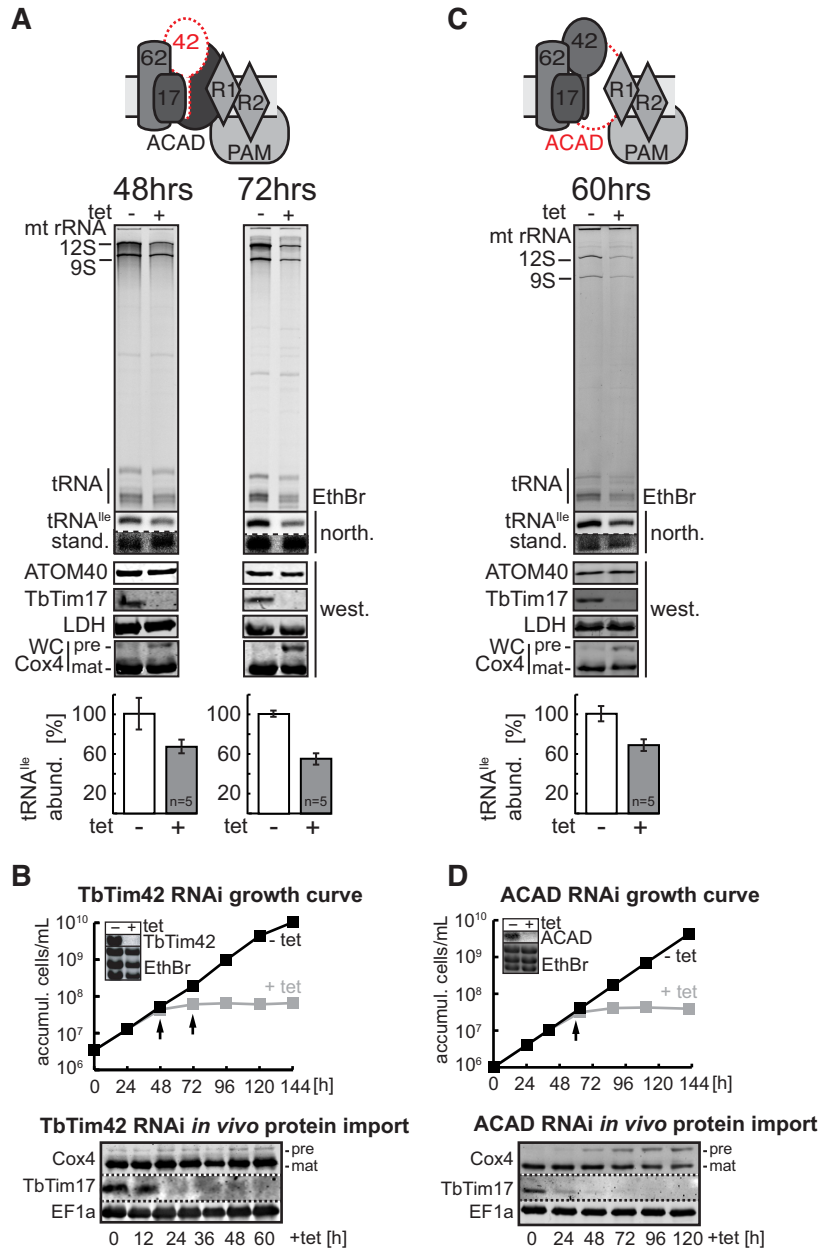 A
42
62
17
R1
R2
ACAD
PAM
48hrs 72hrs
tet - + - +
mt rRNA
12S
9S
tRNA
EthBr
tRNAIle
stand.
north.
ATOM40
TbTim17
LDH
WC
Cox4
pre -
mat-
west.
tRNAIle
abund. [%]
100
60
20
n=5
n=5
tet - + tet - +
C
42
62
17
R1
R2
ACAD
PAM
60hrs
tet - +
mt rRNA
12S
9S
tRNA
EthBr
tRNAIle
stand.
north.
ATOM40
TbTim17
LDH
WC
Cox4
pre -
mat-
west.
tRNAIle
abund. [%]
100
60
20
n=5
tet - +
B
TbTim42 RNAi growth curve
accumul. cells/mL
10^10
10^9
10^8
10^7
10^6
– + tet
TbTim42
EthBr
- tet
+ tet
0 24 48 72 96 120 144 [h]
TbTim42 RNAi in vivo protein import
Cox4
- pre
- mat
TbTim17
EF1a
0 12 24 36 48 60 +tet [h]
D
ACAD RNAi growth curve
accumul. cells/mL
10^10
10^9
10^8
10^7
10^6
– + tet
ACAD
EthBr
- tet
+ tet
0 24 48 72 96 120 144 [h]
ACAD RNAi in vivo protein import
Cox4
- pre
- mat
TbTim17
EF1a
0 24 48 72 96 120 +tet [h]